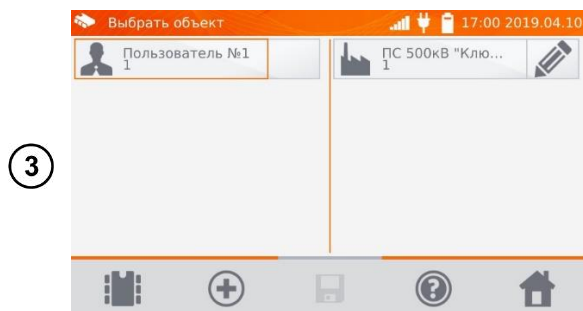 Выбрать объект
17:00 2019.04.10
Пользователь №1
1
ПС 500кВ "Клю...
1
3